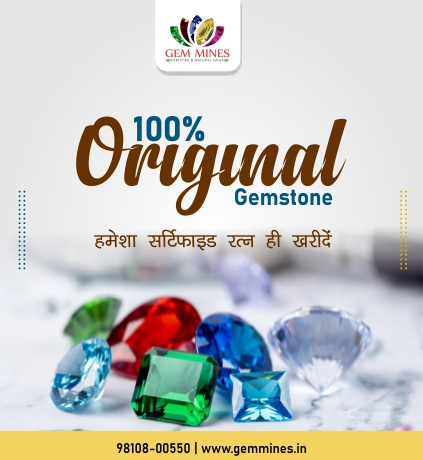 GEM MINES
CERTIFIED & NATURAL GEMS
100%
Original
Gemstone
हमेशा सर्टिफाइड रत्न ही खरीदें
98108-00550 | www.gemmines.in